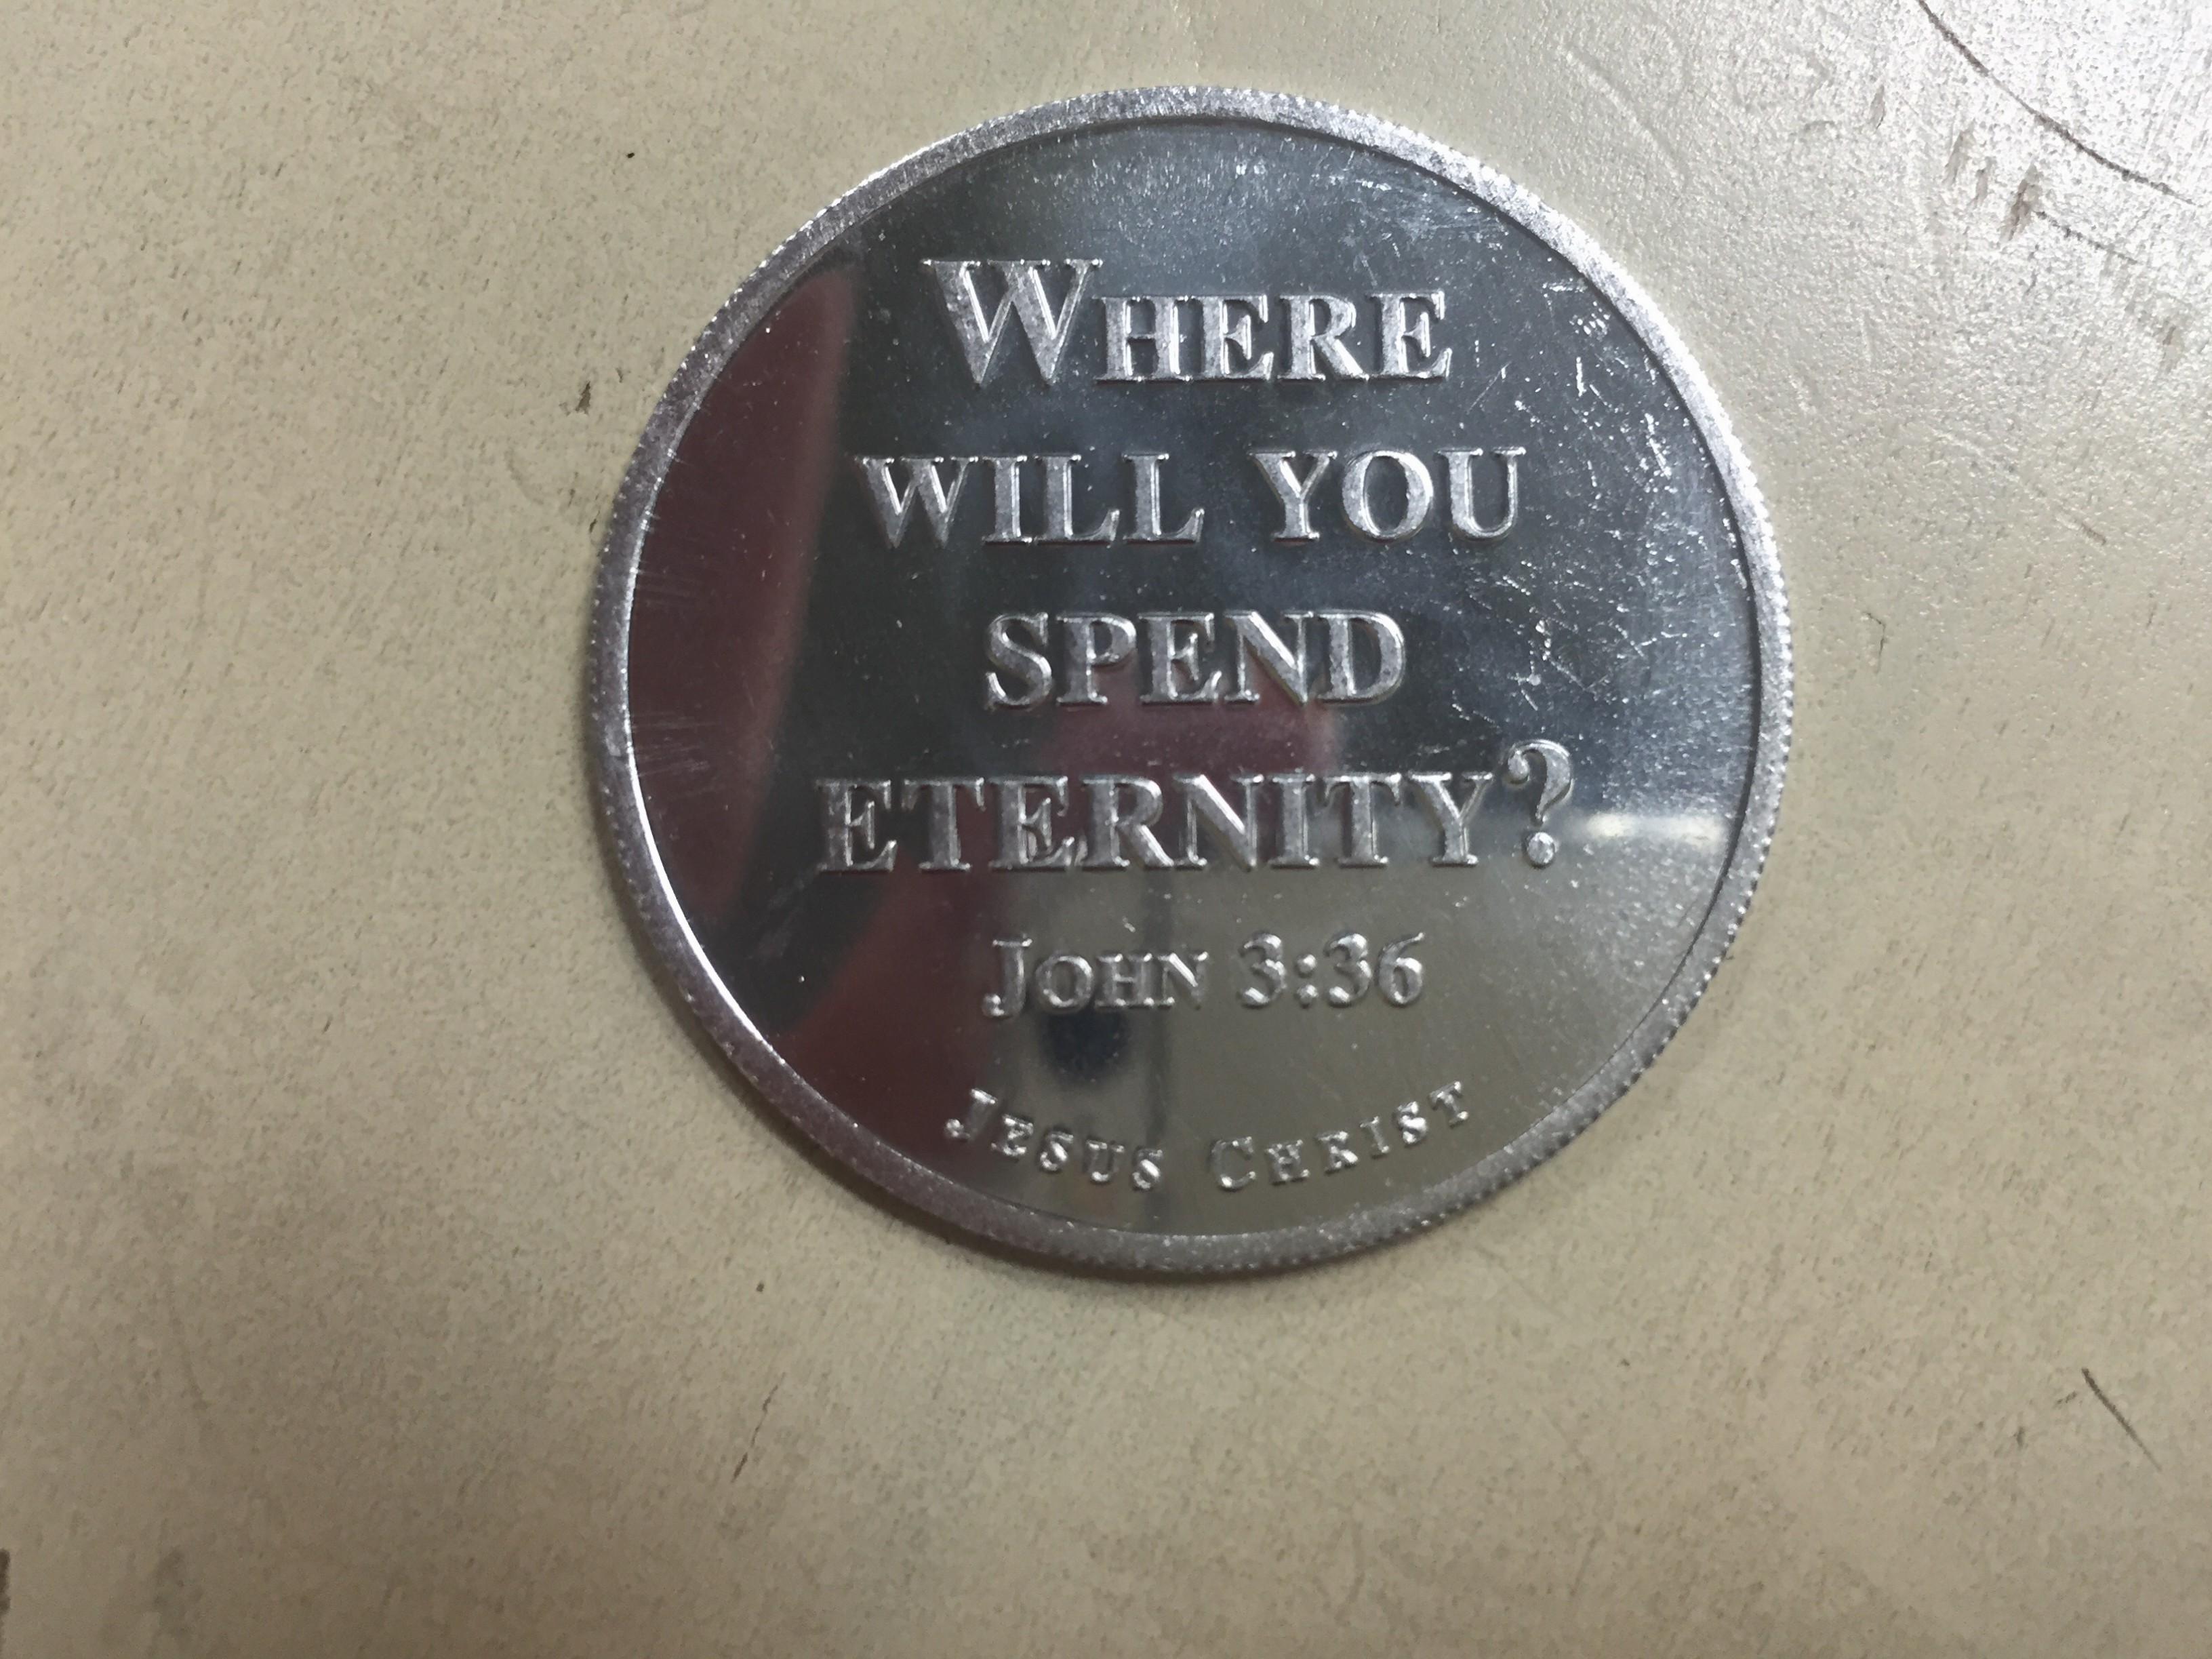 WHERE
WILL YOU
SPEND
ETERNITY?
JOHN 3:36
JESUS CHRIST